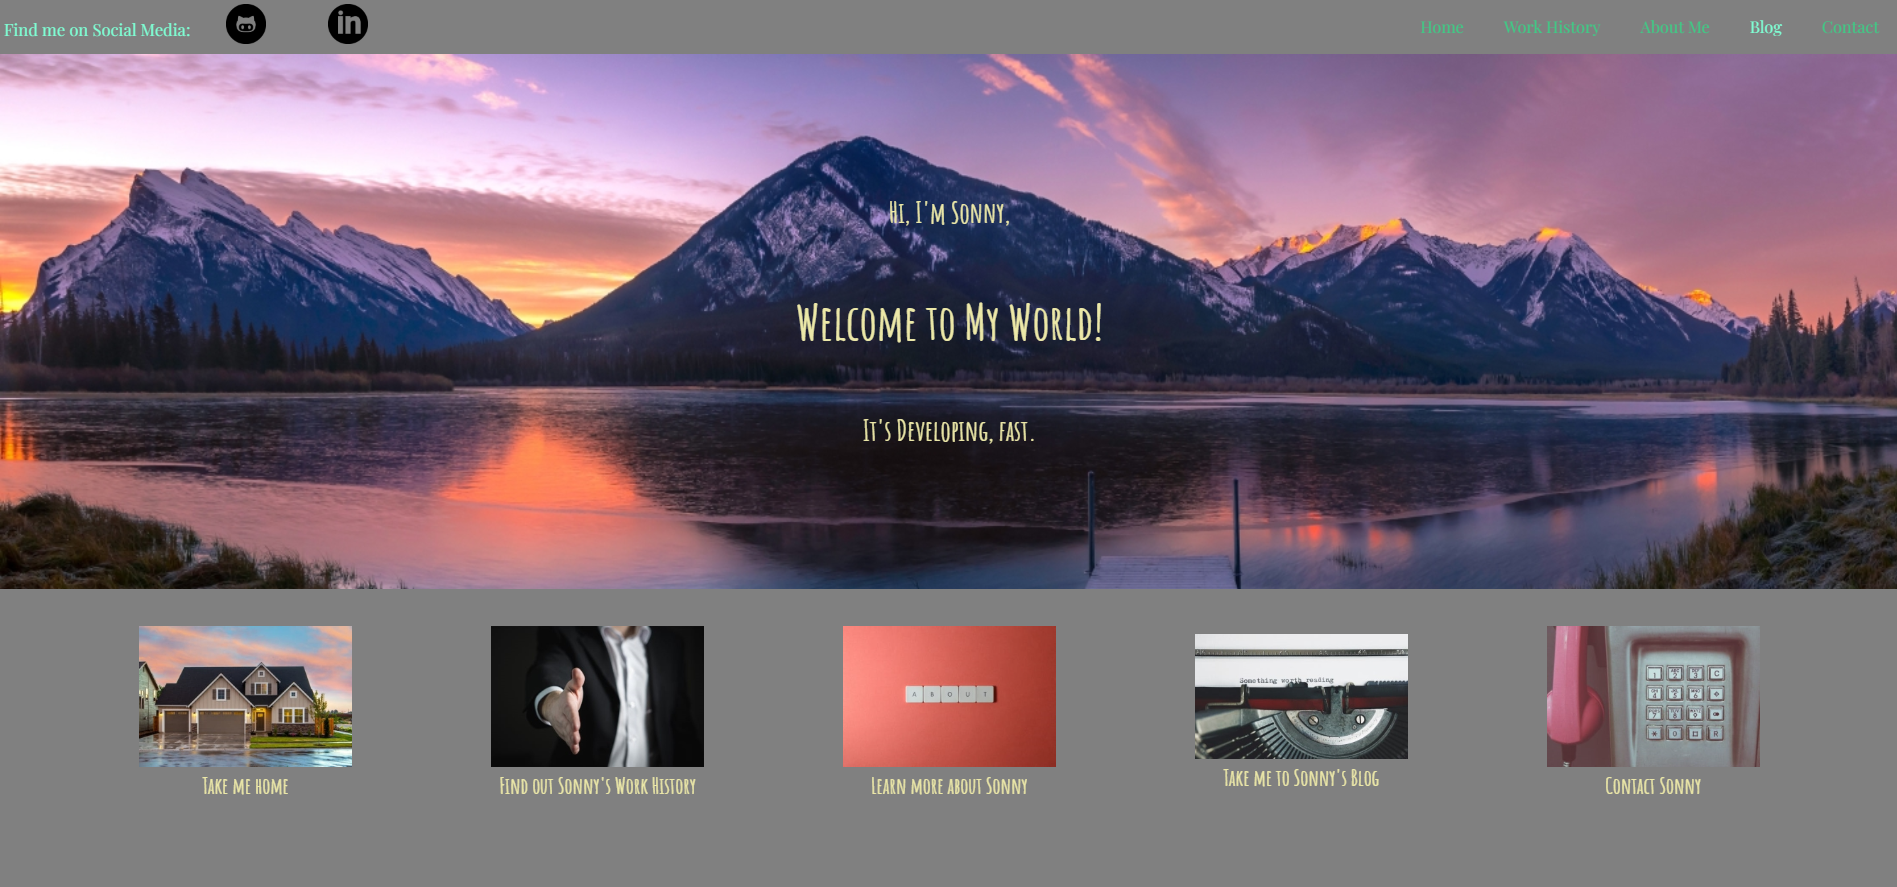 Find me on Social Media:
in
Home Work History About Me Blog Contact
Hi, I'm Sonny,
Welcome to My World!
It's Developing, fast.
ABOUT
Something worth reading
Take me home
Find out Sonny's Work History
Learn more about Sonny
Take me to Sonny's Blog
Contact Sonny